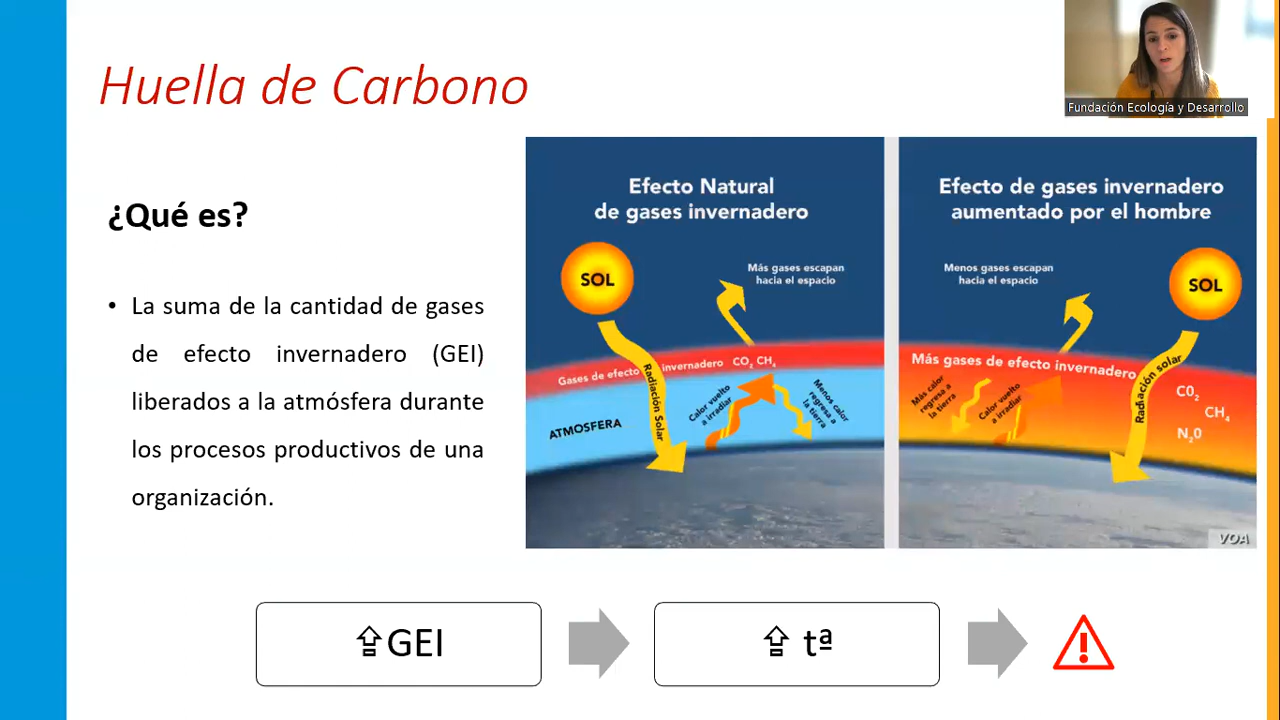 Huella de Carbono
Fundación Ecología y Desarrollo
¿Qué es?
• La suma de la cantidad de gases
de efecto invernadero (GEI)
liberados a la atmósfera durante
los procesos productivos de una
organización.
Efecto Natural
de gases invernadero
SOL
Más gases escapan
hacia el espacio
Gases de efecto invernadero CO2 CH4
Radiación Solar
ATMOSFERA
Calor vuelto
a irradiar
Menos calor
regresa a
la tierra
Efecto de gases invernadero
aumentado por el hombre
Menos gases escapan
hacia el espacio
SOL
Más gases de efecto invernadero
Más calor
regresa a
la tierra
Calor vuelto
a irradiar
Radiación solar
CO2
CH4
N20
VOA
⇪GEI
⇪ tª